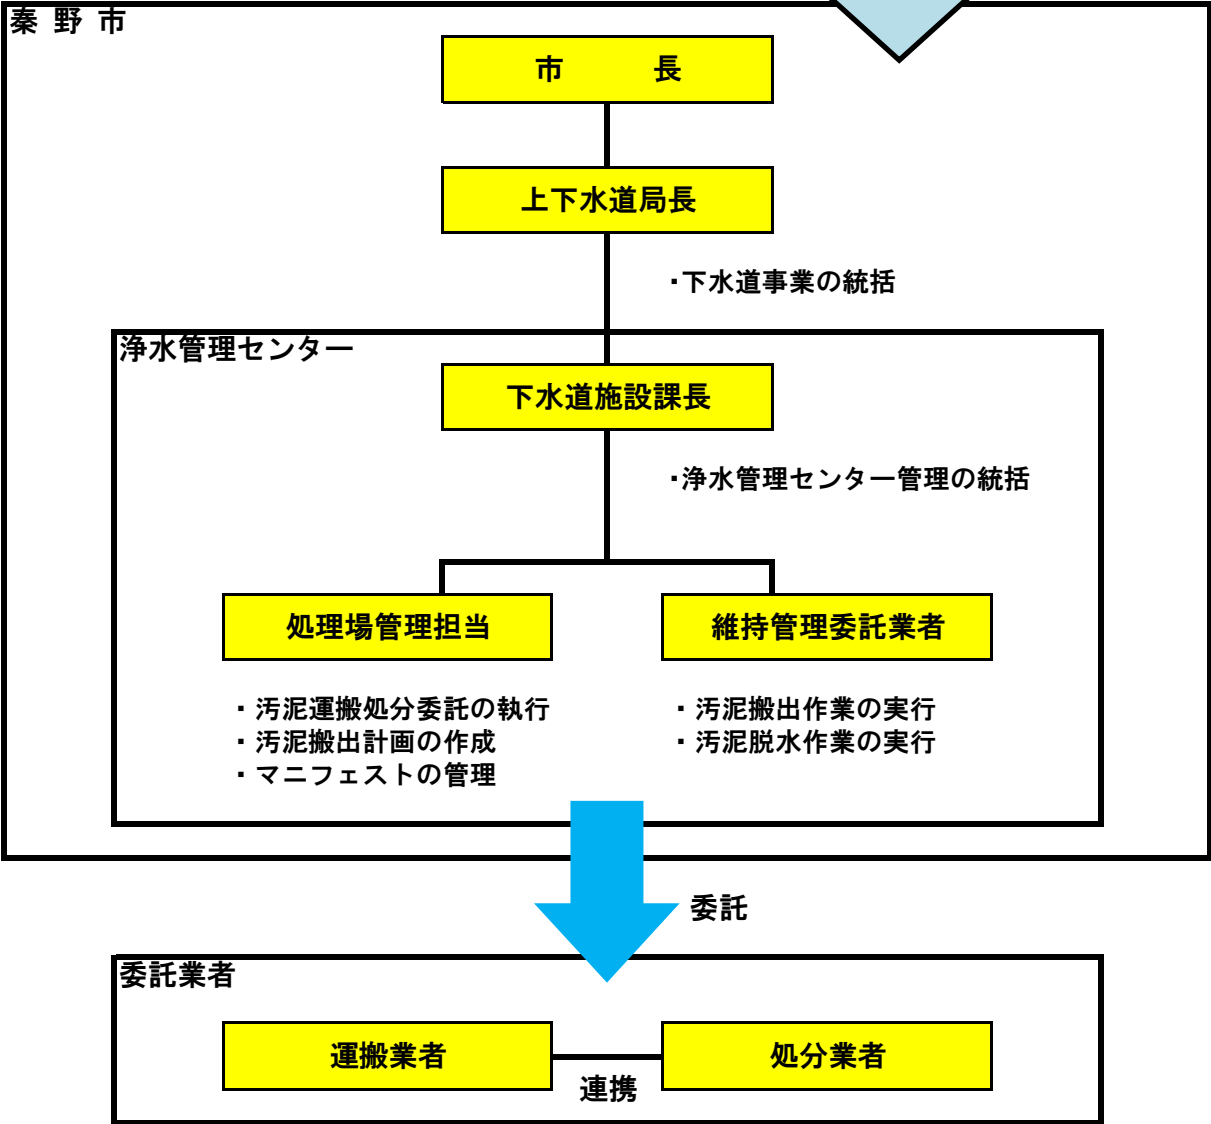 秦 野 市
市　　　長
上下水道局長
・下水道事業の統括
浄水管理センター
下水道施設課長
・浄水管理センター管理の統括
処理場管理担当
・汚泥運搬処分委託の執行
・汚泥搬出計画の作成
・マニフェストの管理
維持管理委託業者
・汚泥搬出作業の実行
・汚泥脱水作業の実行
委託
委託業者
運搬業者
連携
処分業者